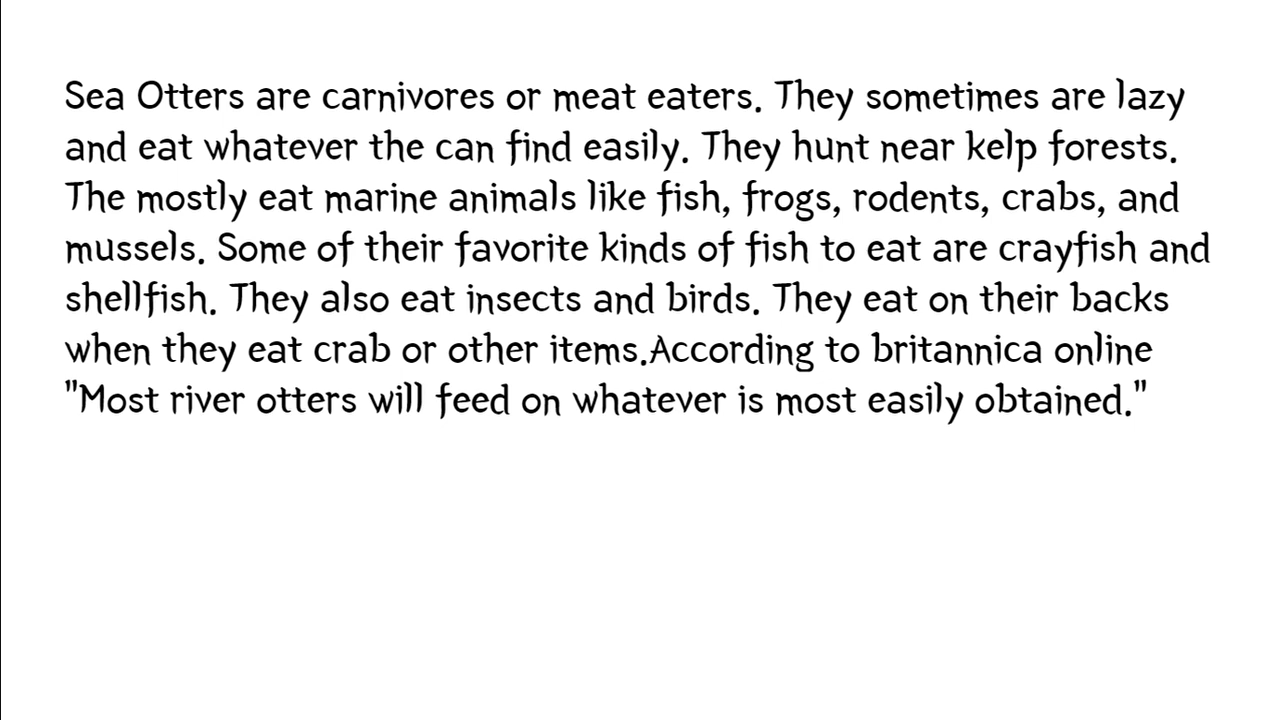 Sea Otters are carnivores or meat eaters. They sometimes are lazy
and eat whatever the can find easily. They hunt near kelp forests.
The mostly eat marine animals like fish, frogs, rodents, crabs, and
mussels. Some of their favorite kinds of fish to eat are crayfish and
shellfish. They also eat insects and birds. They eat on their backs
when they eat crab or other items.According to britannica online
"Most river otters will feed on whatever is most easily obtained."